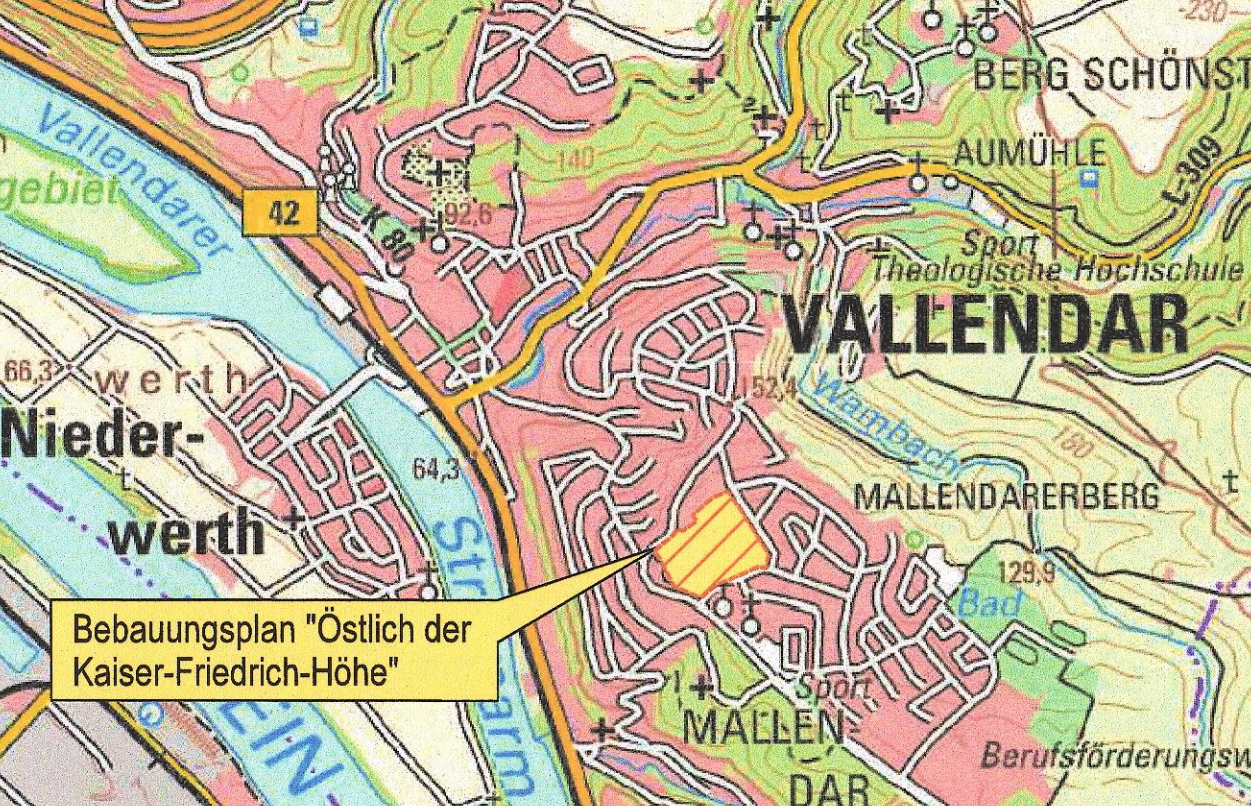 -230-
BERG SCHÖNST
Vallendarer
gebiet
140
AUMÜHLE
L-309
42
K 80
92,6
Sport
Theologische Hochschule
VALLENDAR
66,3
werth
Nieder-
werth
t
152,4
Wambach
160
64,3
MALLENDARERBERG
129,9
Bad
Str
arm
Bebauungsplan "Östlich der
Kaiser-Friedrich-Höhe"
EIN
Sport
MALLEN-
DAR
Berufsförderungsw